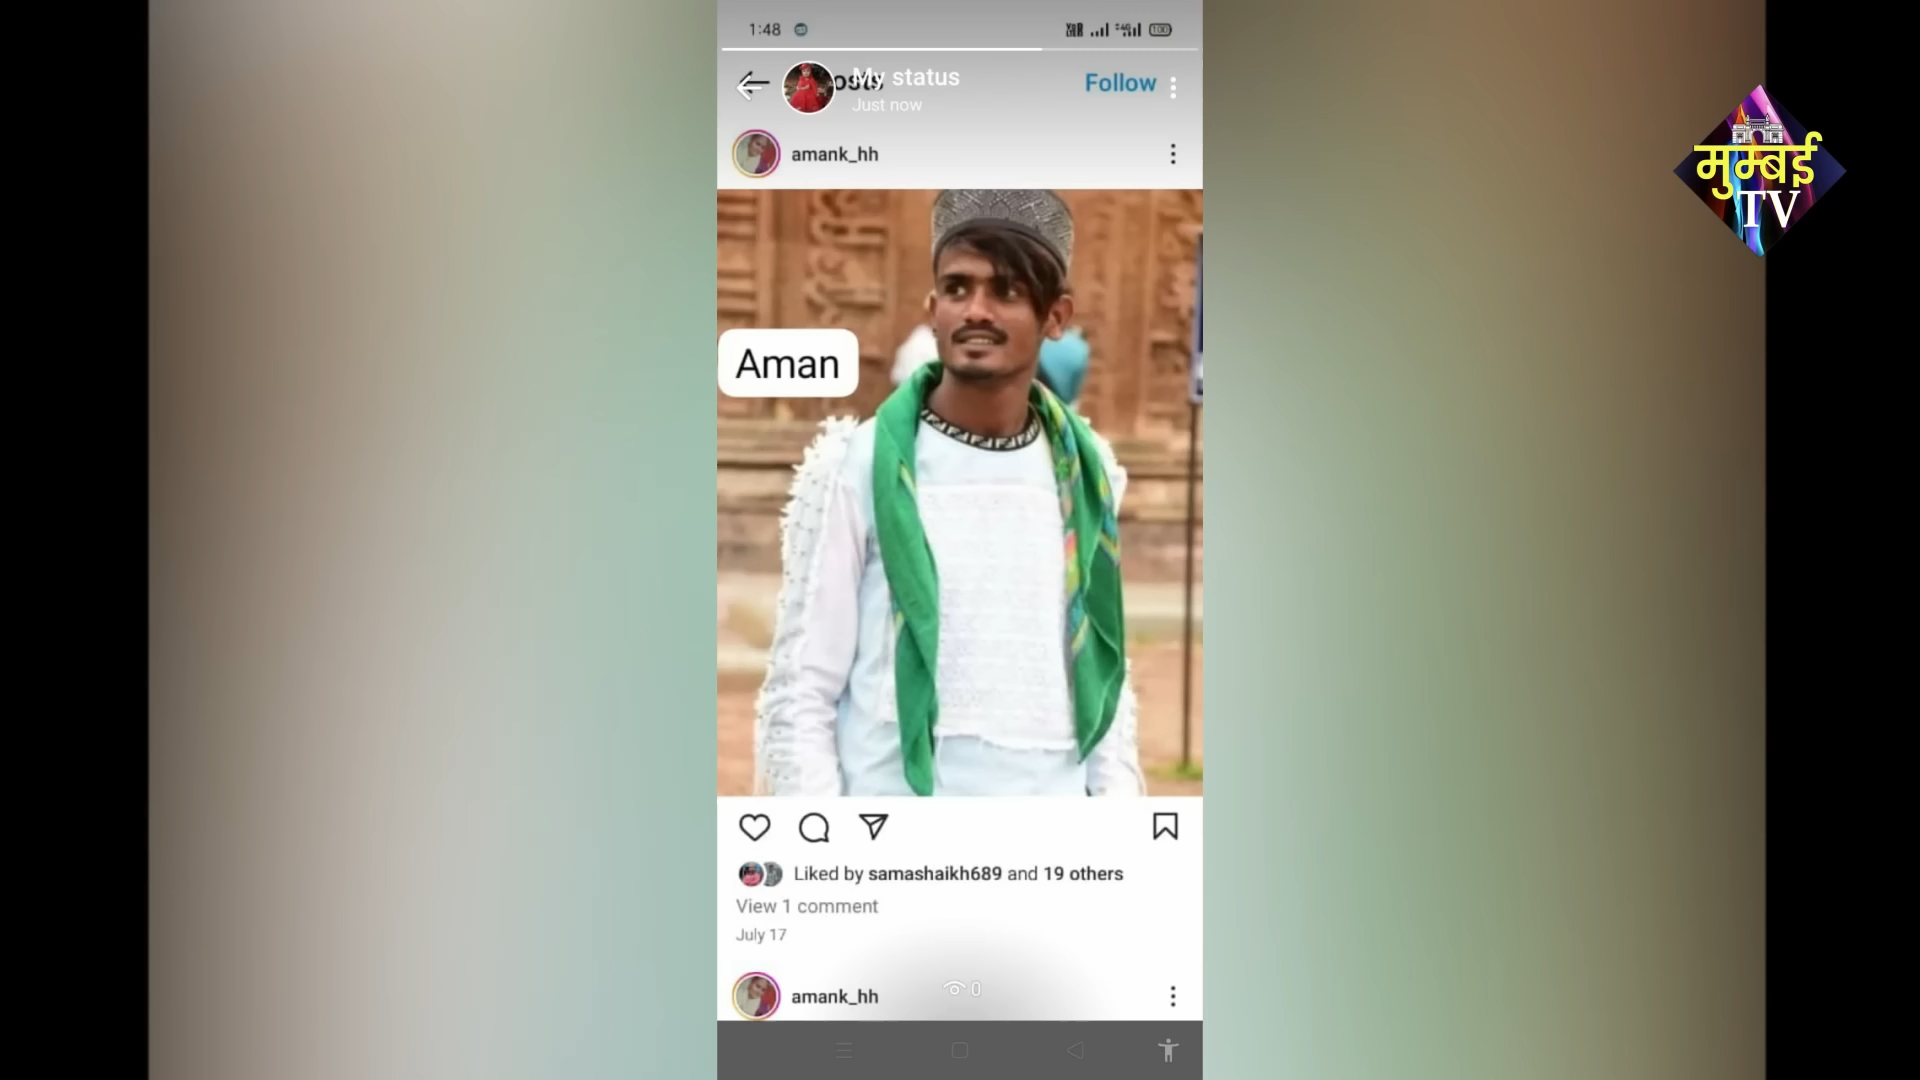 1:48
My status
Just now
Follow
amank_hh
Aman
Liked by samashaikh689 and 19 others
View 1 comment
July 17
amank_hh
0
मुम्बई
TV